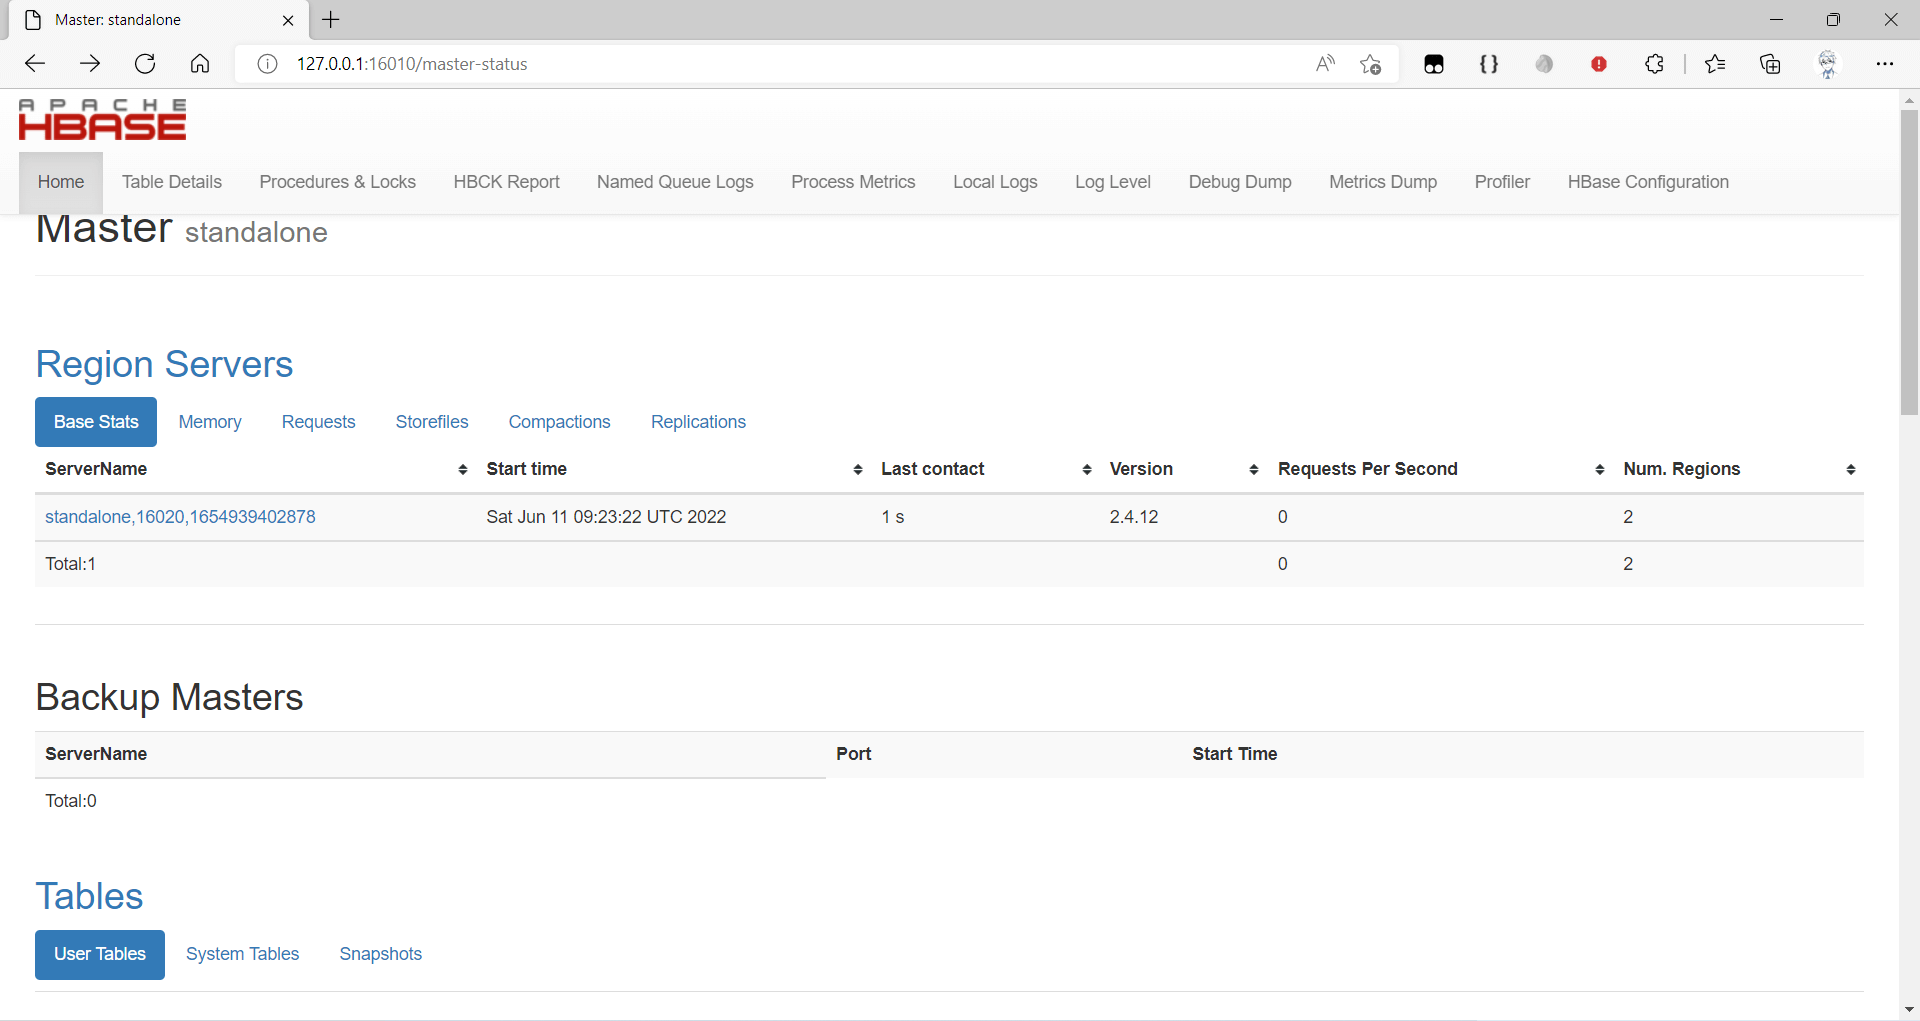 Master: standalone
127.0.0.1:16010/master-status
APACHE
HBASE
Home Table Details Procedures & Locks HBCK Report Named Queue Logs Process Metrics Local Logs Log Level Debug Dump Metrics Dump Profiler HBase Configuration
Master standalone
Region Servers
Base Stats Memory Requests Storefiles Compactions Replications
ServerName Start time Last contact Version Requests Per Second Num. Regions
standalone,16020,1654939402878 Sat Jun 11 09:23:22 UTC 2022 1 s 2.4.12 0 2
Total:1 0 2
Backup Masters
ServerName Port Start Time
Total:0
Tables
User Tables System Tables Snapshots